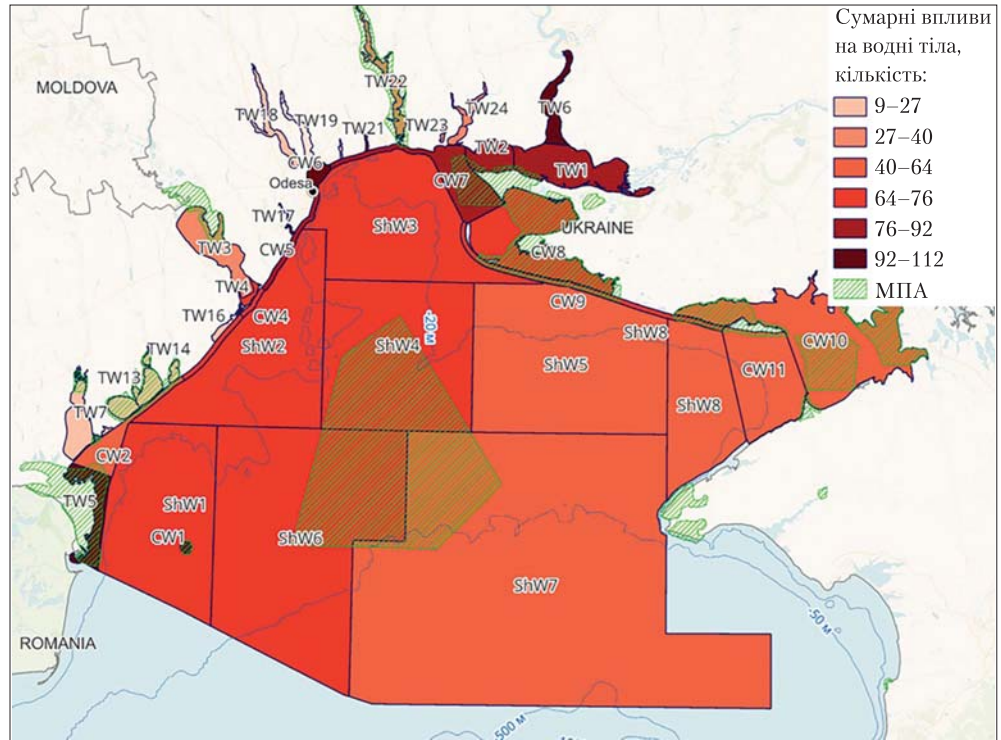 Сумарні впливи
на водні тіла,
кількість:
9–27
27–40
40–64
64–76
76–92
92–112
МПА
MOLDOVA
TW22
TW18
TW19
TW21
TW23
TW24
TW6
TW2
TW1
CW6
Odesa
CW7
TW17
ShW3
UKRAINE
TW3
CW5
CW8
TW4
TW16
CW4
CW9
-20 м
ShW2
ShW4
ShW8
CW10
TW14
ShW5
CW11
TW13
TW7
ShW8
CW2
TW5
ShW1
CW1
ShW6
ShW7
-50 м
ROMANIA
-500 м